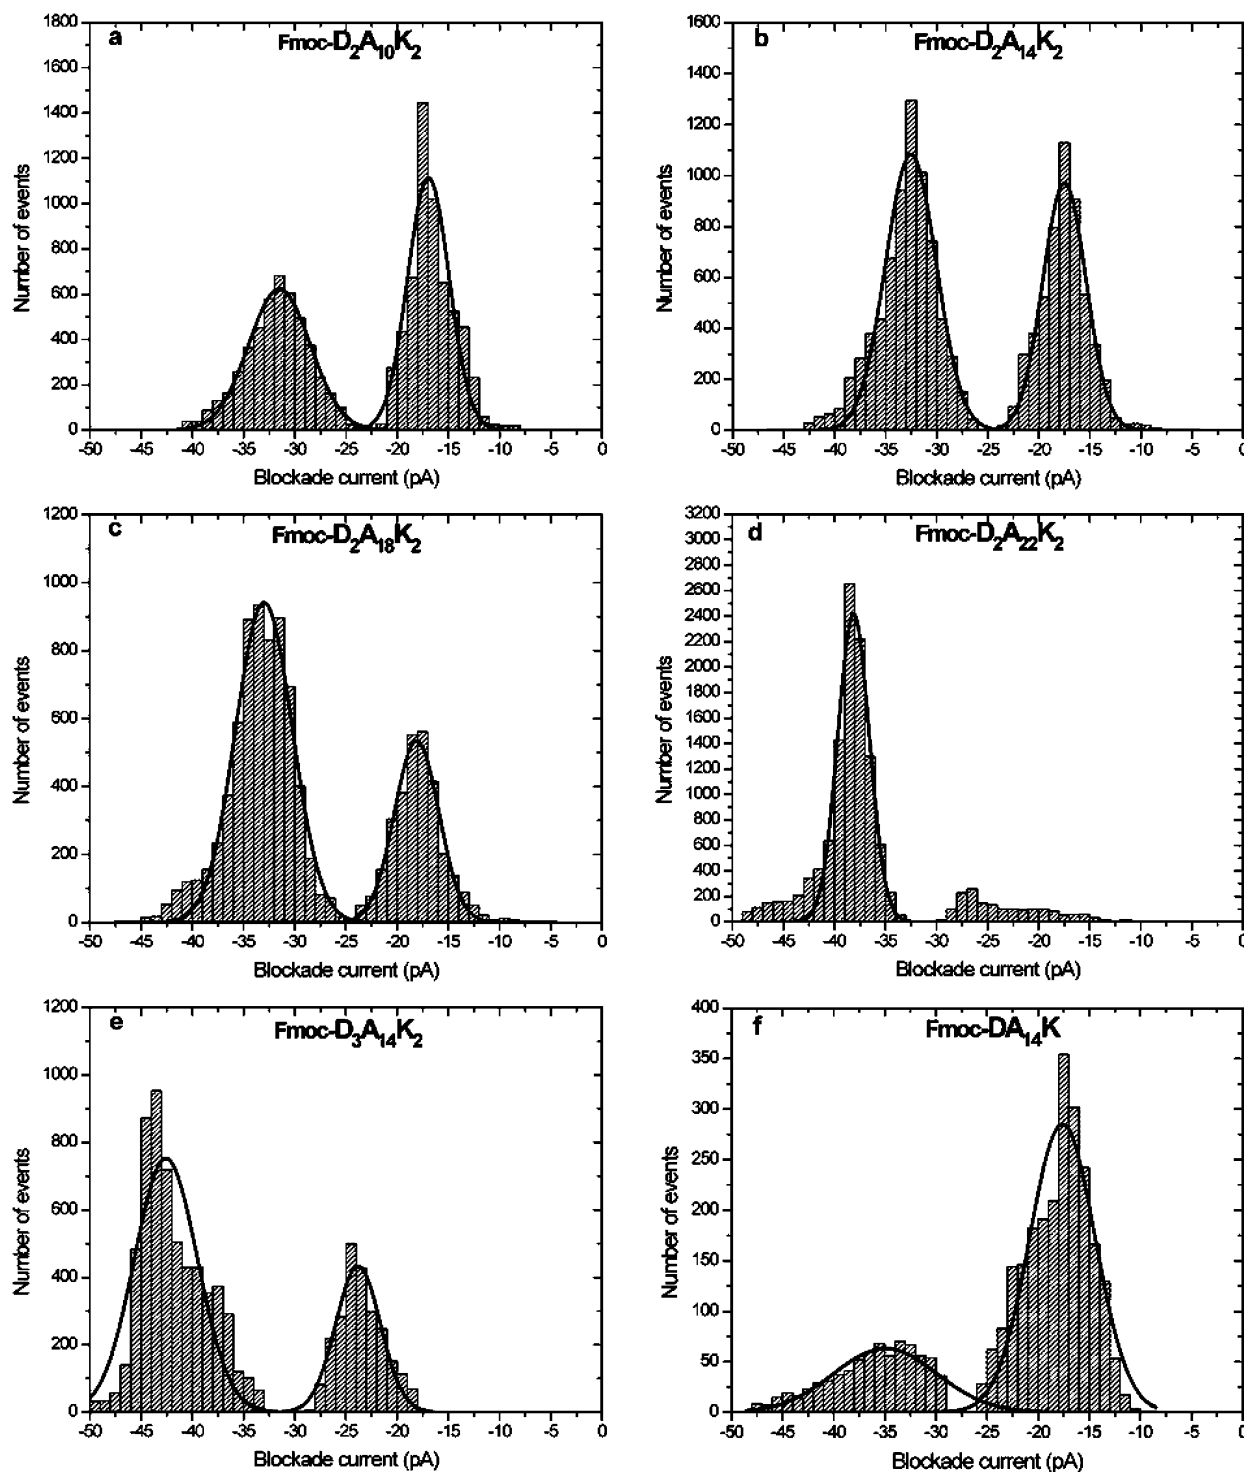 a
Fmoc-D2A10K2
Number of events
1800
1600
1400
1200
1000
800
600
400
200
0
-50 -45 -40 -35 -30 -25 -20 -15 -10 -5 0
Blockade current (pA)
b
Fmoc-D2A14K2
Number of events
1600
1400
1200
1000
800
600
400
200
0
-50 -45 -40 -35 -30 -25 -20 -15 -10 -5 0
Blockade current (pA)
c
Fmoc-D2A18K2
Number of events
1200
1000
800
600
400
200
0
-50 -45 -40 -35 -30 -25 -20 -15 -10 -5 0
Blockade current (pA)
d
Fmoc-D2A22K2
Number of events
3200
3000
2800
2600
2400
2200
2000
1800
1600
1400
1200
1000
800
600
400
200
0
-50 -45 -40 -35 -30 -25 -20 -15 -10 -5 0
Blockade current (pA)
e
Fmoc-D3A14K2
Number of events
1200
1000
800
600
400
200
0
-50 -45 -40 -35 -30 -25 -20 -15 -10 -5 0
Blockade current (pA)
f
Fmoc-DA14K
Number of events
400
350
300
250
200
150
100
50
0
-50 -45 -40 -35 -30 -25 -20 -15 -10 -5 0
Blockade current (pA)